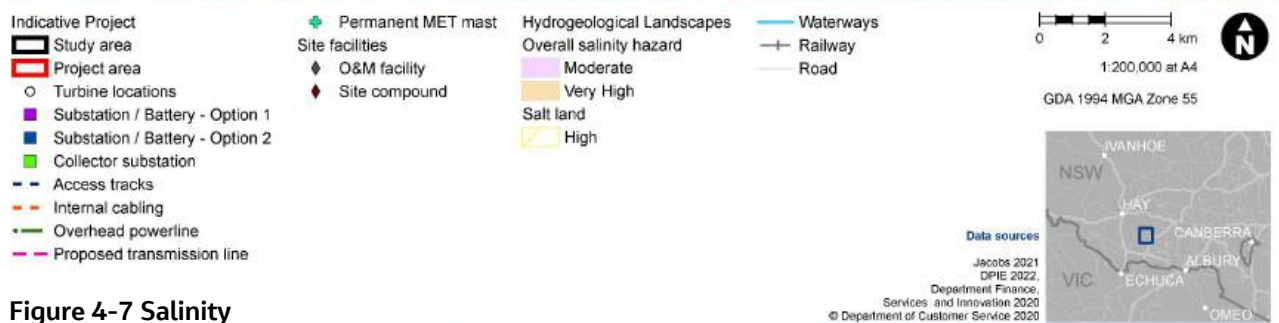 Indicative Project
Study area
Project area
Turbine locations
Substation / Battery - Option 1
Substation / Battery - Option 2
Collector substation
Access tracks
Internal cabling
Overhead powerline
Proposed transmission line
Permanent MET mast
Site facilities
O&M facility
Site compound
Hydrogeological Landscapes
Overall salinity hazard
Moderate
Very High
Salt land
High
Waterways
Railway
Road
0 2 4 km
N
1:200,000 at A4
GDA 1994 MGA Zone 55
IVANHOE
NSW
HAY
CANBERRA
ALBURY
VIC
ECHUCA
OMEO
Data sources
Jacobs 2021
DPIE 2022,
Department Finance,
Services and Innovation 2020
© Department of Customer Service 2020
Figure 4-7 Salinity